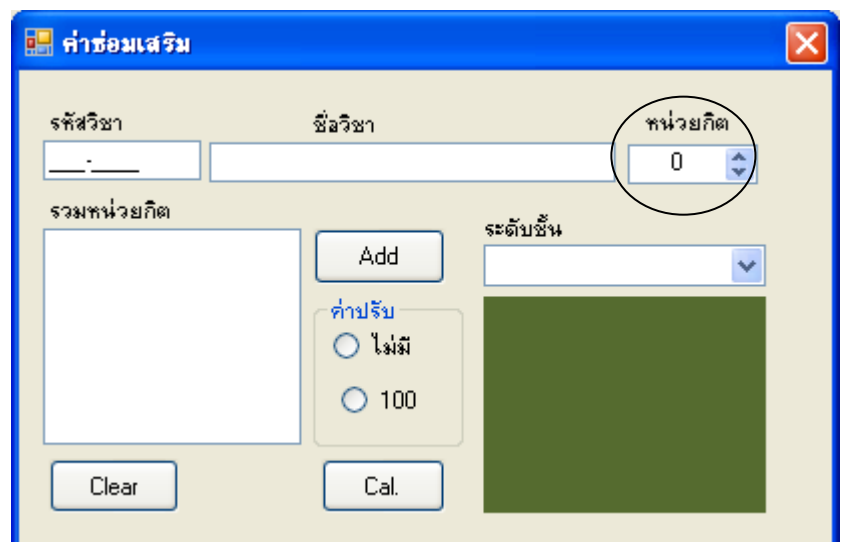 ค่าซ่อมเสริม
รหัสวิชา
ชื่อวิชา
หน่วยกิต
___-____
0
รวมหน่วยกิต
ระดับชั้น
Add
ค่าปรับ
ไม่มี
100
Clear
Cal.